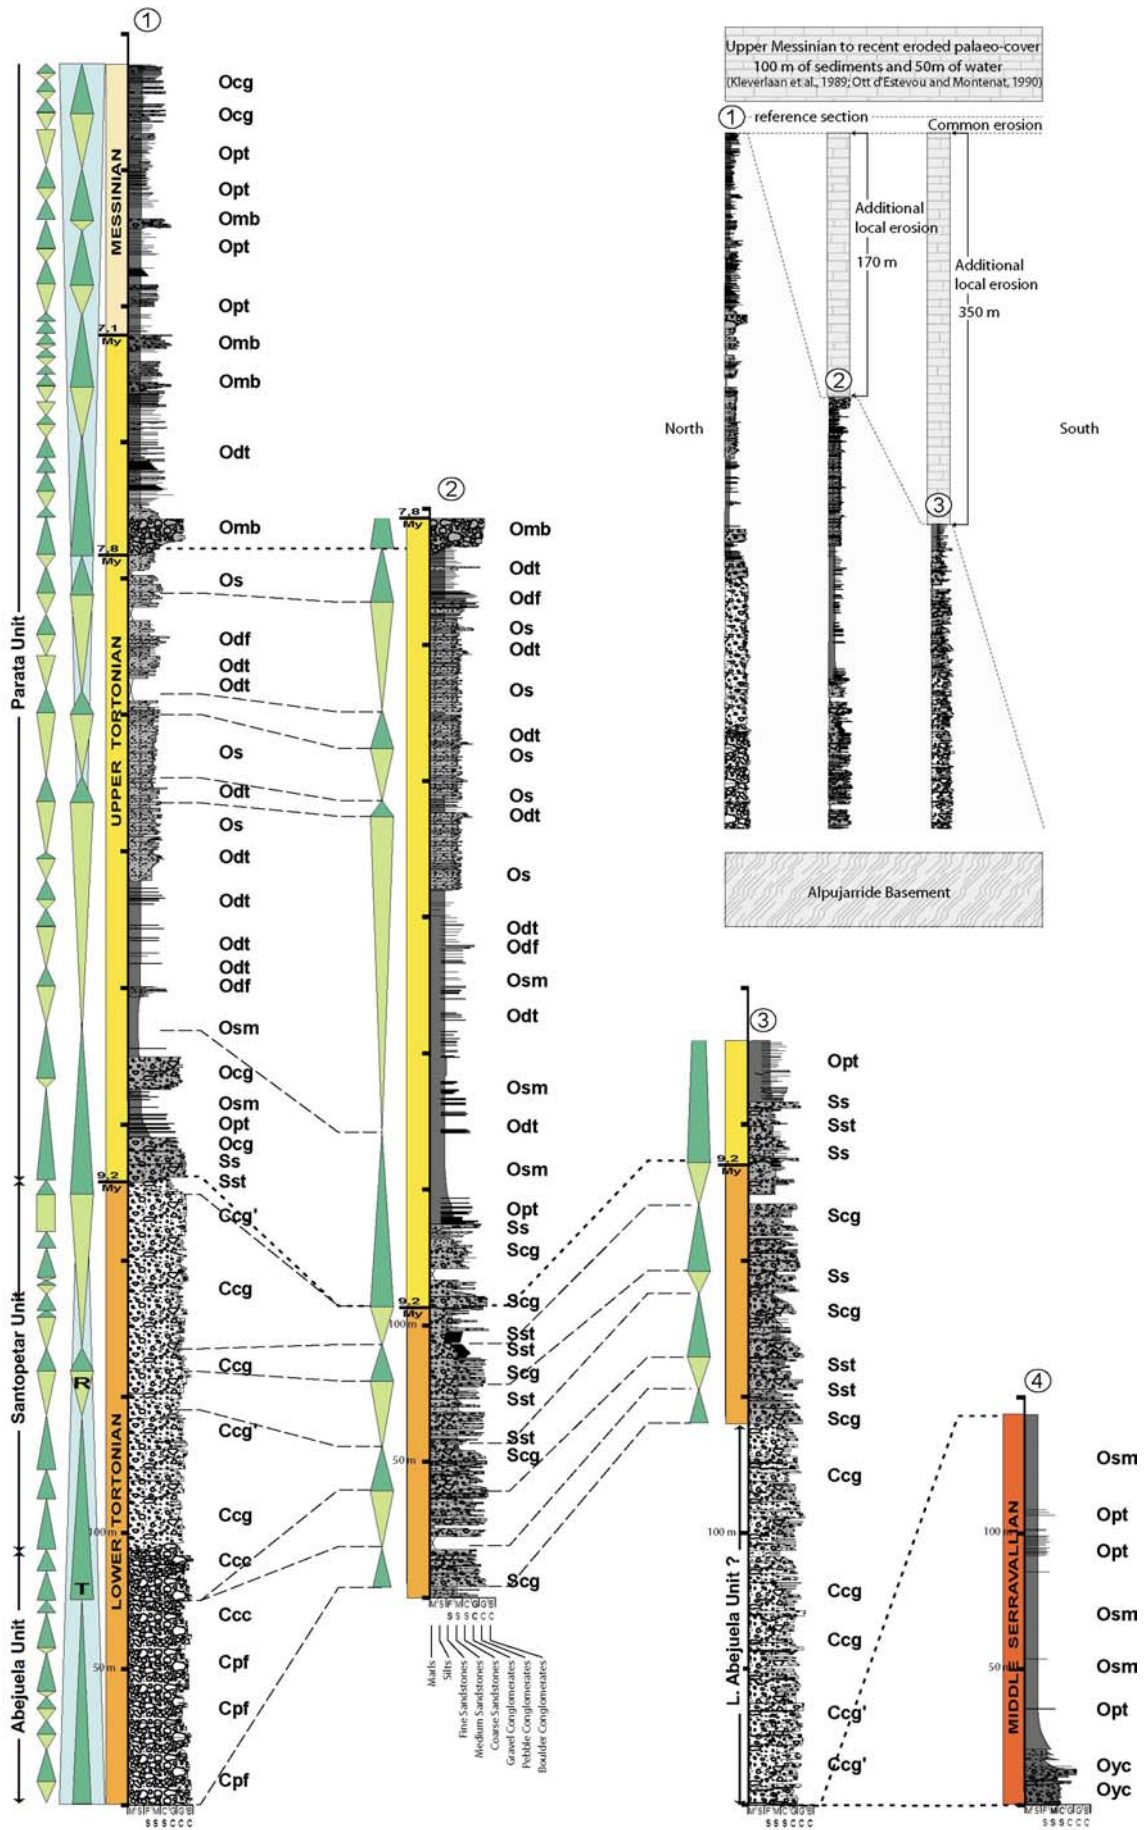 ①
Ocg
Ocg
Opt
Opt
Omb
Opt
Opt
Omb
Omb
Odt
Omb
Os
Odf
Odt
Odt
Os
Odt
Os
Odt
Odt
Odt
Odt
Odf
Osm
Ocg
Osm
Opt
Ocg
Ss
Sst
Ccg'
Ccg
Ccg
Ccg'
Ccg
Ccc
Ccc
Cpf
Cpf
Cpf
MESSINIAN
UPPER TORTONIAN
LOWER TORTONIAN
7,1
My
7,8
My
9,2
My
100 m
50 m
R
T
Parata Unit
Santopetar Unit
Abejuela Unit
M S F M C G G B
S S S C C C
②
7,8
My
Omb
Odt
Odf
Os
Odt
Os
Odt
Os
Os
Odt
Os
Odt
Odf
Osm
Odt
Osm
Odt
Osm
Opt
Ss
Scg
Scg
Sst
Sst
Scg
Sst
Sst
Scg
Scg
9,2
My
100 m
50 m
M S F M C G G B
S S S C C C
Marls
Silts
Fine Sandstones
Medium Sandstones
Coarse Sandstones
Gravel Conglomerates
Pebble Conglomerates
Boulder Conglomerates
Upper Messinian to recent eroded palaeo-cover
100 m of sediments and 50m of water
(Kleverlaan et al., 1989; Ott d'Estevou and Montenat, 1990)
① reference section
Common erosion
Additional
local erosion
170 m
Additional
local erosion
350 m
②
③
North
South
Alpujarride Basement
③
Opt
Ss
Sst
Ss
Scg
Ss
Scg
Sst
Sst
Scg
Ccg
Ccg
Ccg
Ccg'
Ccg'
9,2
My
100 m
L. Abejuela Unit ?
M S F M C G G B
S S S C C C
④
Osm
Opt
Opt
Osm
Osm
Opt
Oyc
Oyc
MIDDLE SERRAVALLIAN
100 m
50 m
M S F M C G G B
S S S C C C